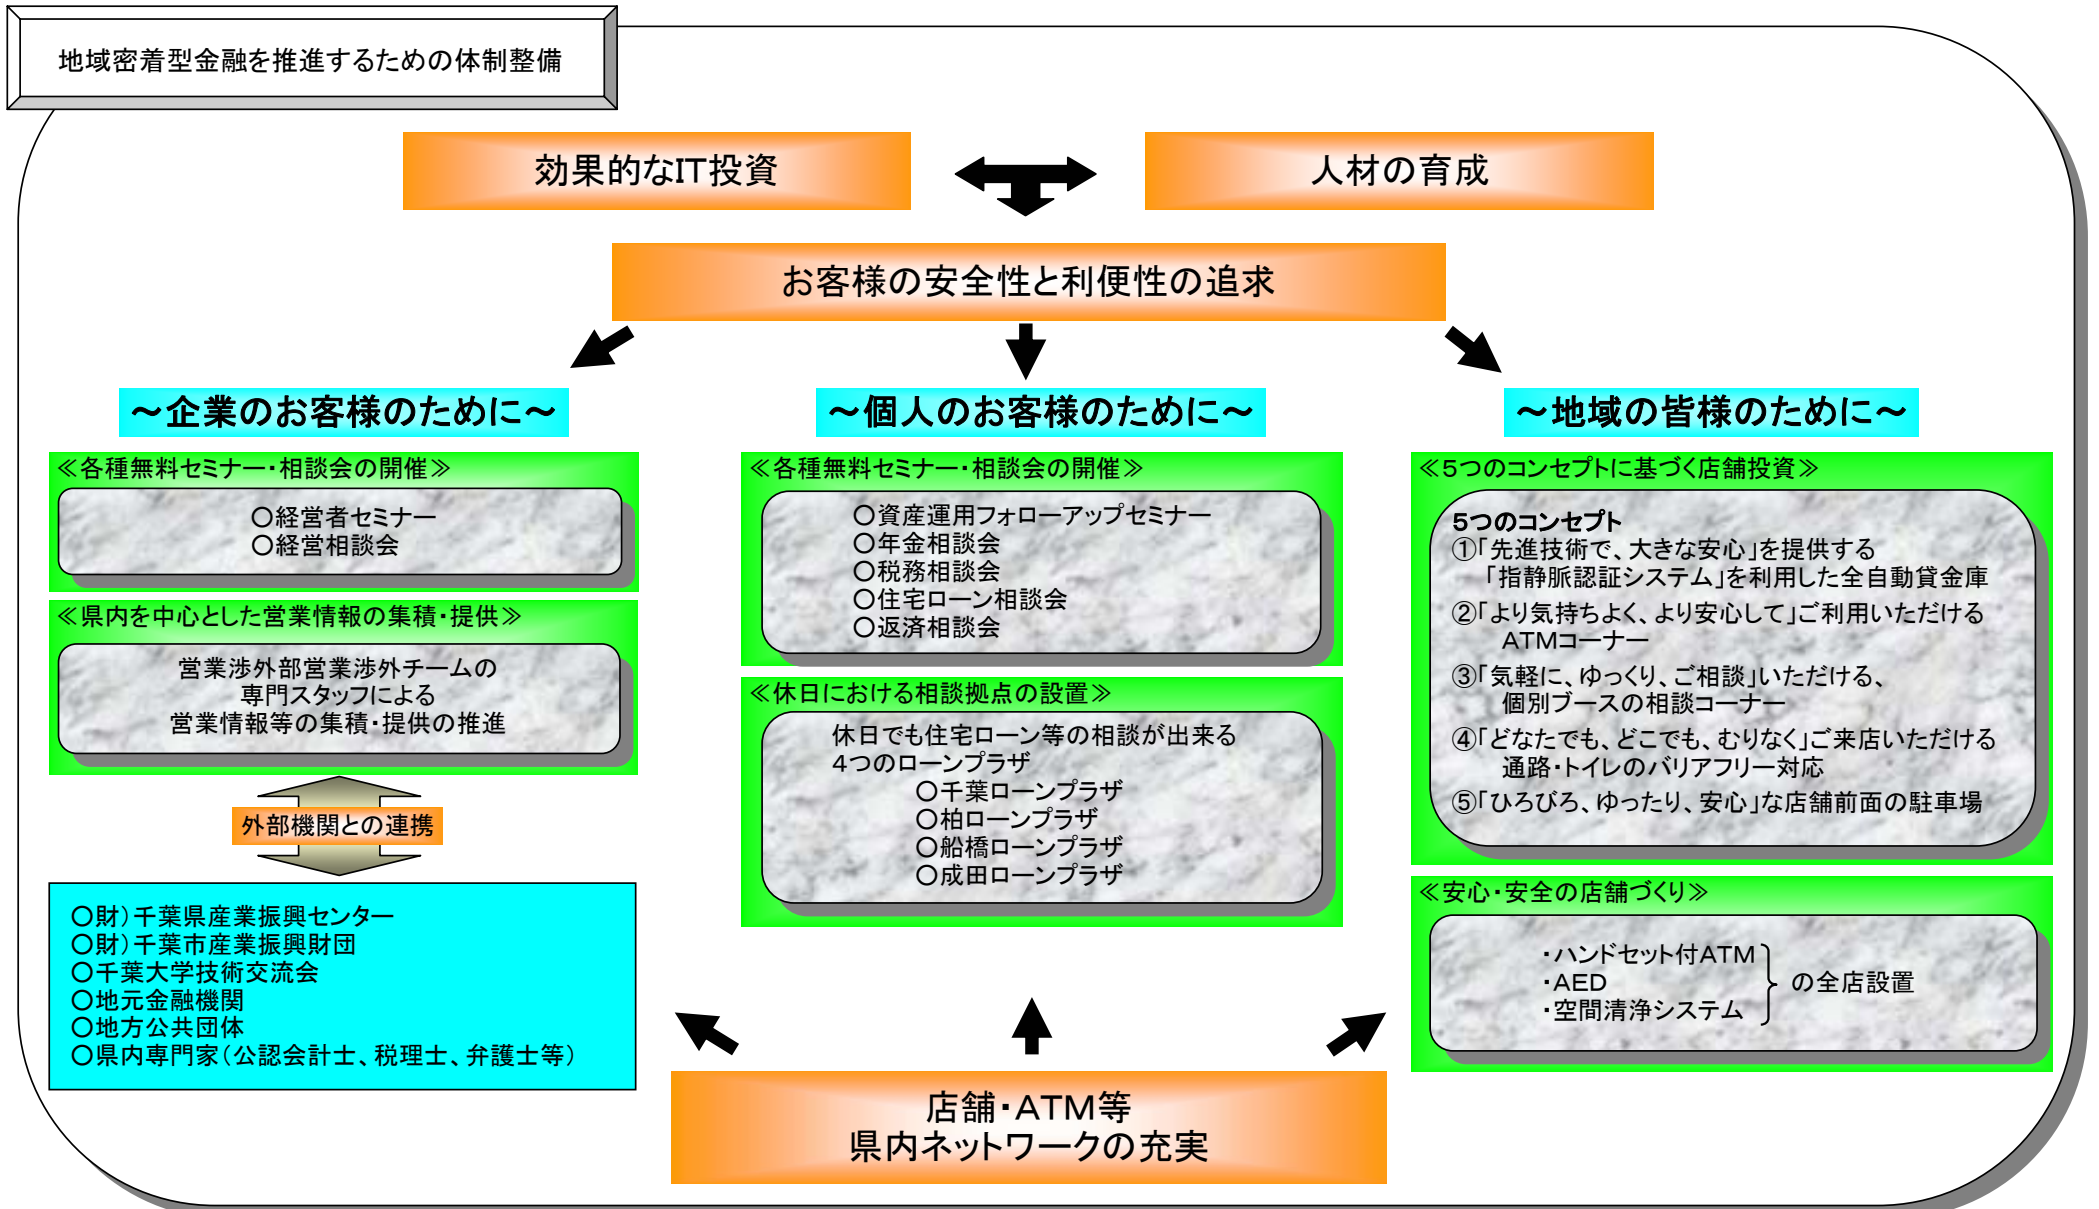 地域密着型金融を推進するための体制整備
効果的なIT投資
人材の育成
お客様の安全性と利便性の追求
～企業のお客様のために～
≪各種無料セミナー・相談会の開催≫
○経営者セミナー
○経営相談会
≪県内を中心とした営業情報の集積・提供≫
営業渉外部営業渉外チームの
専門スタッフによる
営業情報等の集積・提供の推進
外部機関との連携
○財）千葉県産業振興センター
○財）千葉市産業振興財団
○千葉大学技術交流会
○地元金融機関
○地方公共団体
○県内専門家（公認会計士、税理士、弁護士等）
～個人のお客様のために～
≪各種無料セミナー・相談会の開催≫
○資産運用フォローアップセミナー
○年金相談会
○税務相談会
○住宅ローン相談会
○返済相談会
≪休日における相談拠点の設置≫
休日でも住宅ローン等の相談が出来る
４つのローンプラザ
○千葉ローンプラザ
○柏ローンプラザ
○船橋ローンプラザ
○成田ローンプラザ
～地域の皆様のために～
≪５つのコンセプトに基づく店舗投資≫
５つのコンセプト
①「先進技術で、大きな安心」を提供する
「指静脈認証システム」を利用した全自動貸金庫
②「より気持ちよく、より安心して」ご利用いただける
ＡＴＭコーナー
③「気軽に、ゆっくり、ご相談」いただける、
個別ブースの相談コーナー
④「どなたでも、どこでも、むりなく」ご来店いただける
通路・トイレのバリアフリー対応
⑤「ひろびろ、ゆったり、安心」な店舗前面の駐車場
≪安心・安全の店舗づくり≫
・ハンドセット付ＡＴＭ
・ＡＥＤ
・空間清浄システム
の全店設置
店舗・ＡＴＭ等
県内ネットワークの充実